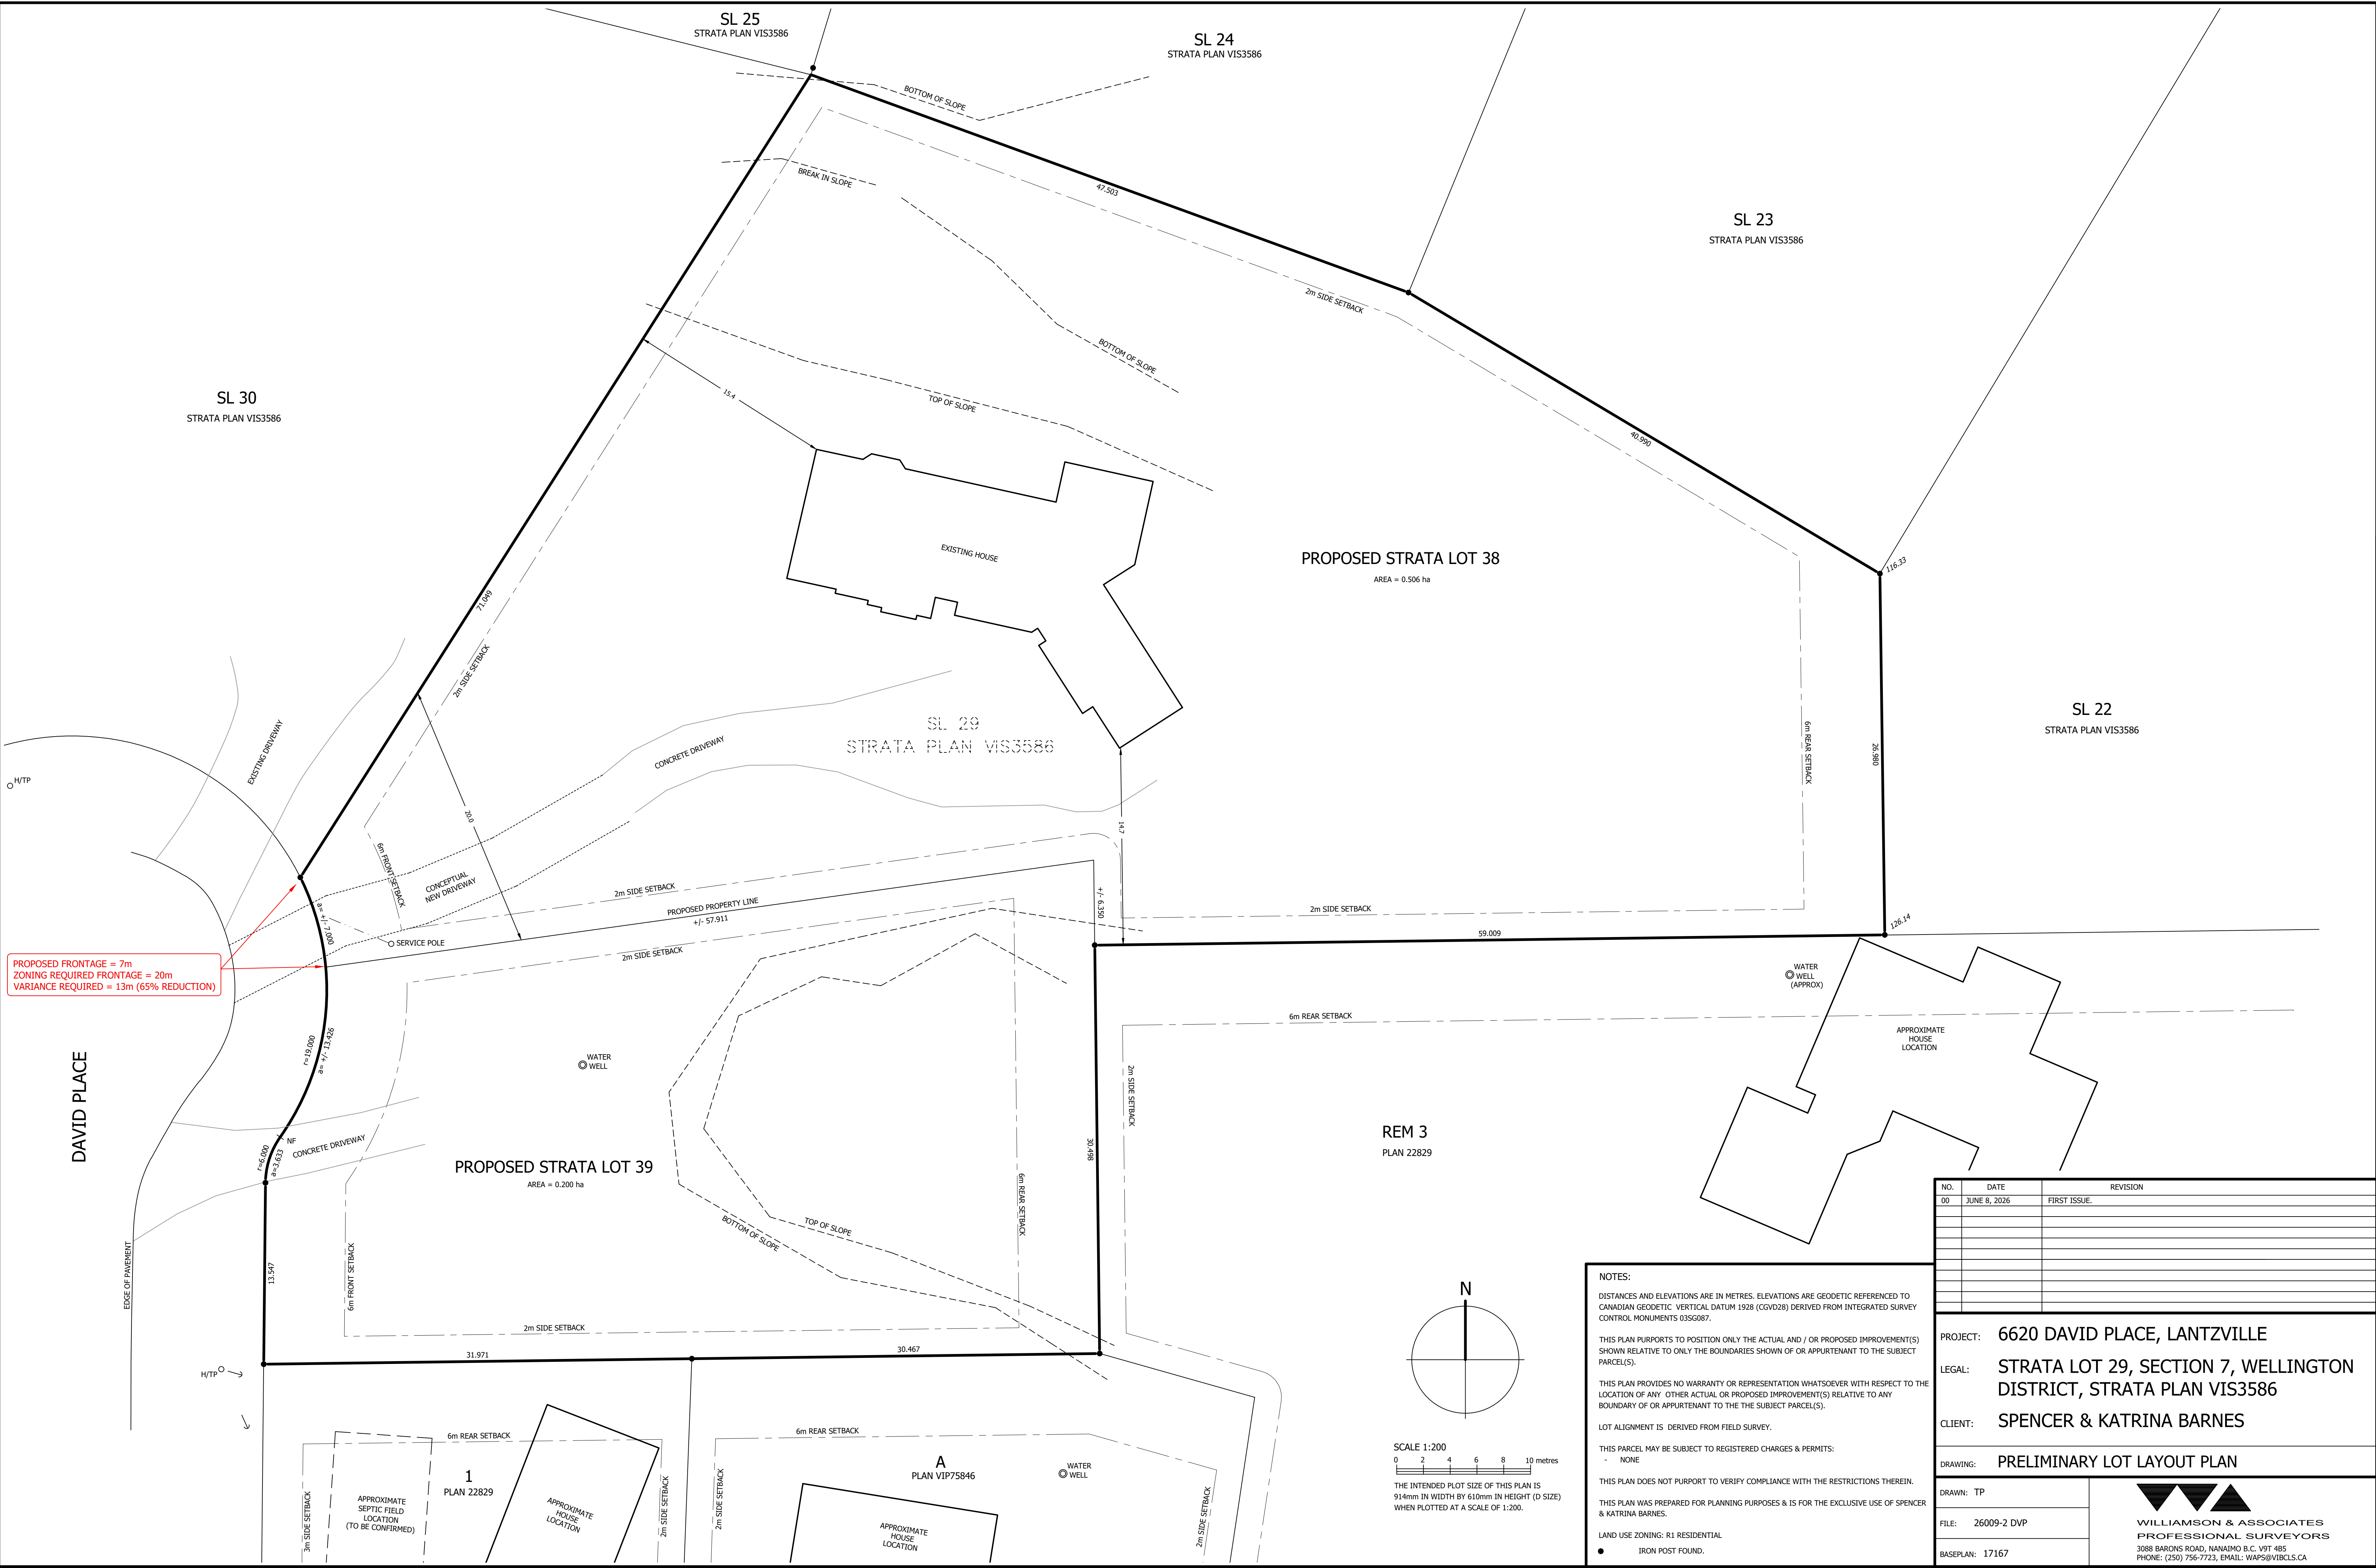 SL 25
STRATA PLAN VIS3586
SL 24
STRATA PLAN VIS3586
BOTTOM OF SLOPE
BREAK IN SLOPE
47.503
SL 23
STRATA PLAN VIS3586
2m SIDE SETBACK
BOTTOM OF SLOPE
SL 30
STRATA PLAN VIS3586
15.4
TOP OF SLOPE
40.990
EXISTING HOUSE
PROPOSED STRATA LOT 38
AREA = 0.506 ha
116.33
71.049
2m SIDE SETBACK
SL 22
STRATA PLAN VIS3586
SL 29
STRATA PLAN VIS3586
EXISTING DRIVEWAY
CONCRETE DRIVEWAY
6m REAR SETBACK
26.980
H/TP
20.0
14.7
6m FRONT SETBACK
CONCEPTUAL
NEW DRIVEWAY
2m SIDE SETBACK
PROPOSED PROPERTY LINE
+/- 57.911
+/- 6.350
2m SIDE SETBACK
126.14
a= +/- 7.000
SERVICE POLE
59.009
2m SIDE SETBACK
PROPOSED FRONTAGE = 7m
ZONING REQUIRED FRONTAGE = 20m
VARIANCE REQUIRED = 13m (65% REDUCTION)
WATER
WELL
(APPROX)
6m REAR SETBACK
APPROXIMATE
HOUSE
LOCATION
r=19.000
a= +/- 13.426
WATER
WELL
2m SIDE SETBACK
DAVID PLACE
NF
CONCRETE DRIVEWAY
r=6.000
a=3.633
30.498
REM 3
PLAN 22829
PROPOSED STRATA LOT 39
AREA = 0.200 ha
6m REAR SETBACK
BOTTOM OF SLOPE
TOP OF SLOPE
EDGE OF PAVEMENT
13.547
6m FRONT SETBACK
2m SIDE SETBACK
31.971
30.467
H/TP
6m REAR SETBACK
6m REAR SETBACK
1
PLAN 22829
A
PLAN VIP75846
WATER
WELL
3m SIDE SETBACK
APPROXIMATE
SEPTIC FIELD
LOCATION
(TO BE CONFIRMED)
APPROXIMATE
HOUSE
LOCATION
2m SIDE SETBACK
2m SIDE SETBACK
APPROXIMATE
HOUSE
LOCATION
2m SIDE SETBACK
N
SCALE 1:200
0 2 4 6 8 10 metres
THE INTENDED PLOT SIZE OF THIS PLAN IS
914mm IN WIDTH BY 610mm IN HEIGHT (D SIZE)
WHEN PLOTTED AT A SCALE OF 1:200.
NOTES:
DISTANCES AND ELEVATIONS ARE IN METRES. ELEVATIONS ARE GEODETIC REFERENCED TO
CANADIAN GEODETIC VERTICAL DATUM 1928 (CGVD28) DERIVED FROM INTEGRATED SURVEY
CONTROL MONUMENTS 03SG087.
THIS PLAN PURPORTS TO POSITION ONLY THE ACTUAL AND / OR PROPOSED IMPROVEMENT(S)
SHOWN RELATIVE TO ONLY THE BOUNDARIES SHOWN OF OR APPURTENANT TO THE SUBJECT
PARCEL(S).
THIS PLAN PROVIDES NO WARRANTY OR REPRESENTATION WHATSOEVER WITH RESPECT TO THE
LOCATION OF ANY OTHER ACTUAL OR PROPOSED IMPROVEMENT(S) RELATIVE TO ANY
BOUNDARY OF OR APPURTENANT TO THE THE SUBJECT PARCEL(S).
LOT ALIGNMENT IS DERIVED FROM FIELD SURVEY.
THIS PARCEL MAY BE SUBJECT TO REGISTERED CHARGES & PERMITS:
- NONE
THIS PLAN DOES NOT PURPORT TO VERIFY COMPLIANCE WITH THE RESTRICTIONS THEREIN.
THIS PLAN WAS PREPARED FOR PLANNING PURPOSES & IS FOR THE EXCLUSIVE USE OF SPENCER
& KATRINA BARNES.
LAND USE ZONING: R1 RESIDENTIAL
IRON POST FOUND.
NO. DATE REVISION
00 JUNE 8, 2026 FIRST ISSUE.
PROJECT: 6620 DAVID PLACE, LANTZVILLE
LEGAL: STRATA LOT 29, SECTION 7, WELLINGTON
DISTRICT, STRATA PLAN VIS3586
CLIENT: SPENCER & KATRINA BARNES
DRAWING: PRELIMINARY LOT LAYOUT PLAN
DRAWN: TP
FILE: 26009-2 DVP
BASEPLAN: 17167
WILLIAMSON & ASSOCIATES
PROFESSIONAL SURVEYORS
3088 BARONS ROAD, NANAIMO B.C. V9T 4B5
PHONE: (250) 756-7723, EMAIL: WAPS@WIBCLS.CA